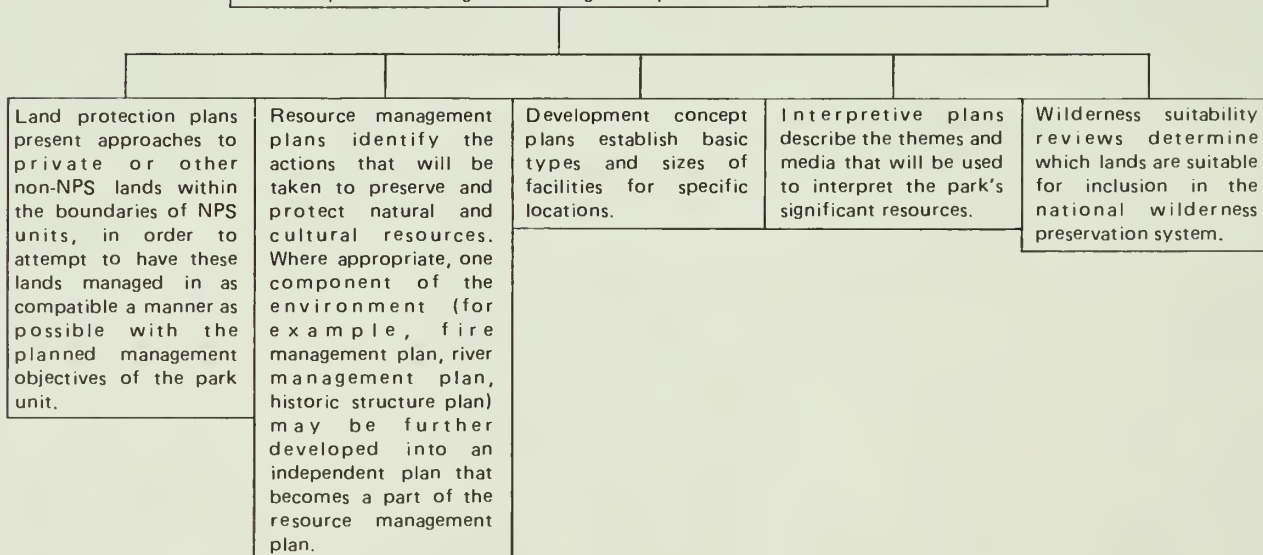 Land protection plans
present approaches to
private or other
non-NPS lands within
the boundaries of NPS
units, in order to
attempt to have these
lands managed in as
compatible a manner as
possible with the
planned management
objectives of the park
unit.
Resource management
plans identify the
actions that will be
taken to preserve and
protect natural and
cultural resources.
Where appropriate, one
component of the
environment (for
example, fire
management plan, river
management plan,
historic structure plan)
may be further
developed into an
independent plan that
becomes a part of the
resource management
plan.
Development concept
plans establish basic
types and sizes of
facilities for specific
locations.
Interpretive plans
describe the themes and
media that will be used
to interpret the park's
significant resources.
Wilderness suitability
reviews determine
which lands are suitable
for inclusion in the
national wilderness
preservation system.